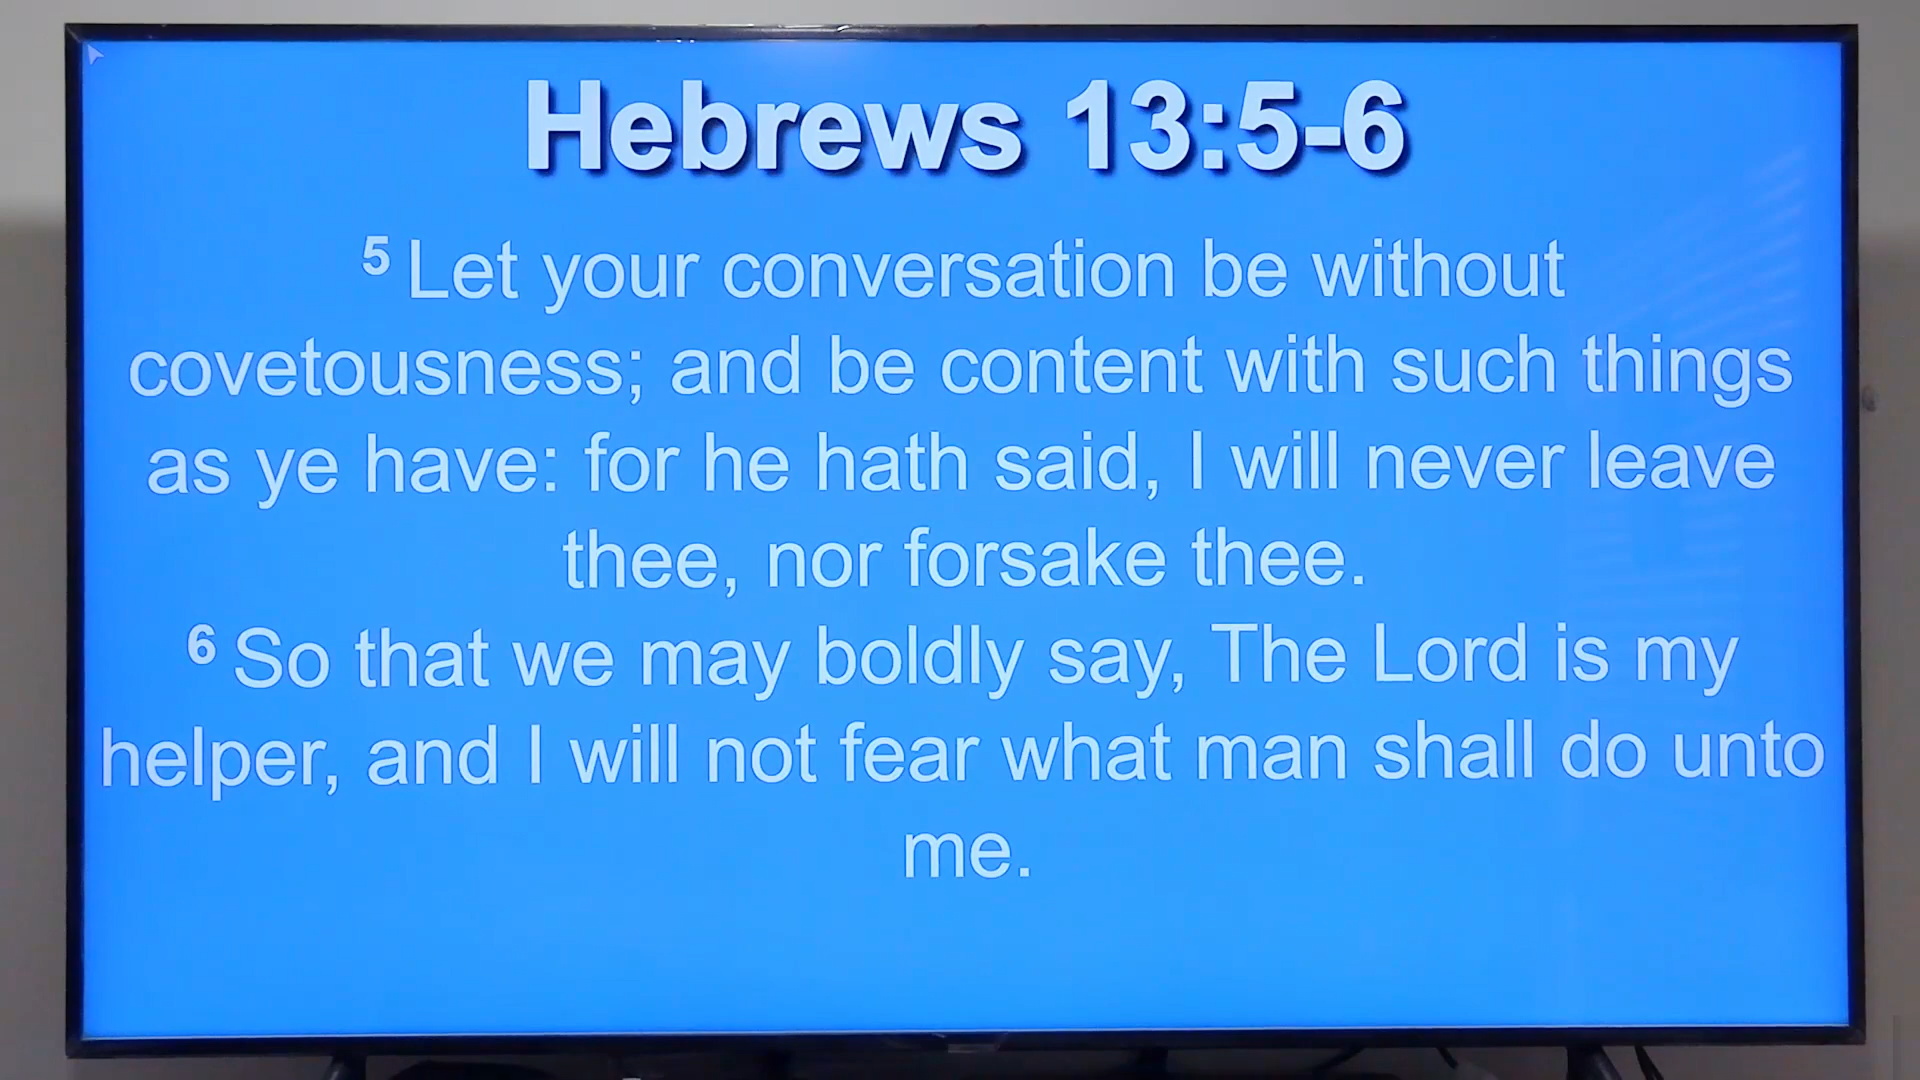 Hebrews 13:5-6
5 Let your conversation be without
covetousness; and be content with such things
as ye have: for he hath said, I will never leave
thee, nor forsake thee.
6 So that we may boldly say, The Lord is my
helper, and I will not fear what man shall do unto
me.